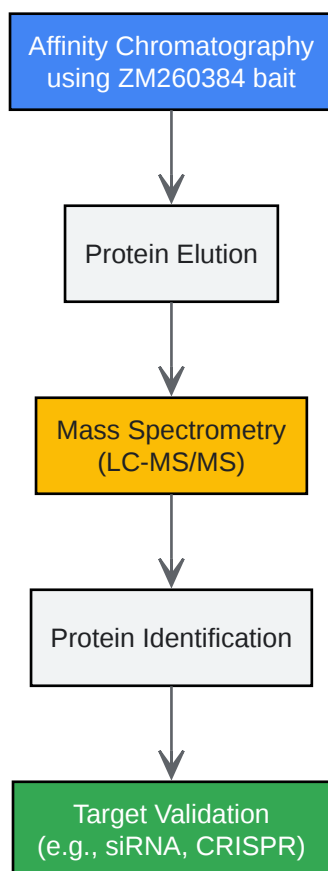 Affinity Chromatography
using ZM260384 bait
Protein Elution
Mass Spectrometry
(LC-MS/MS)
Protein Identification
Target Validation
(e.g., siRNA, CRISPR)